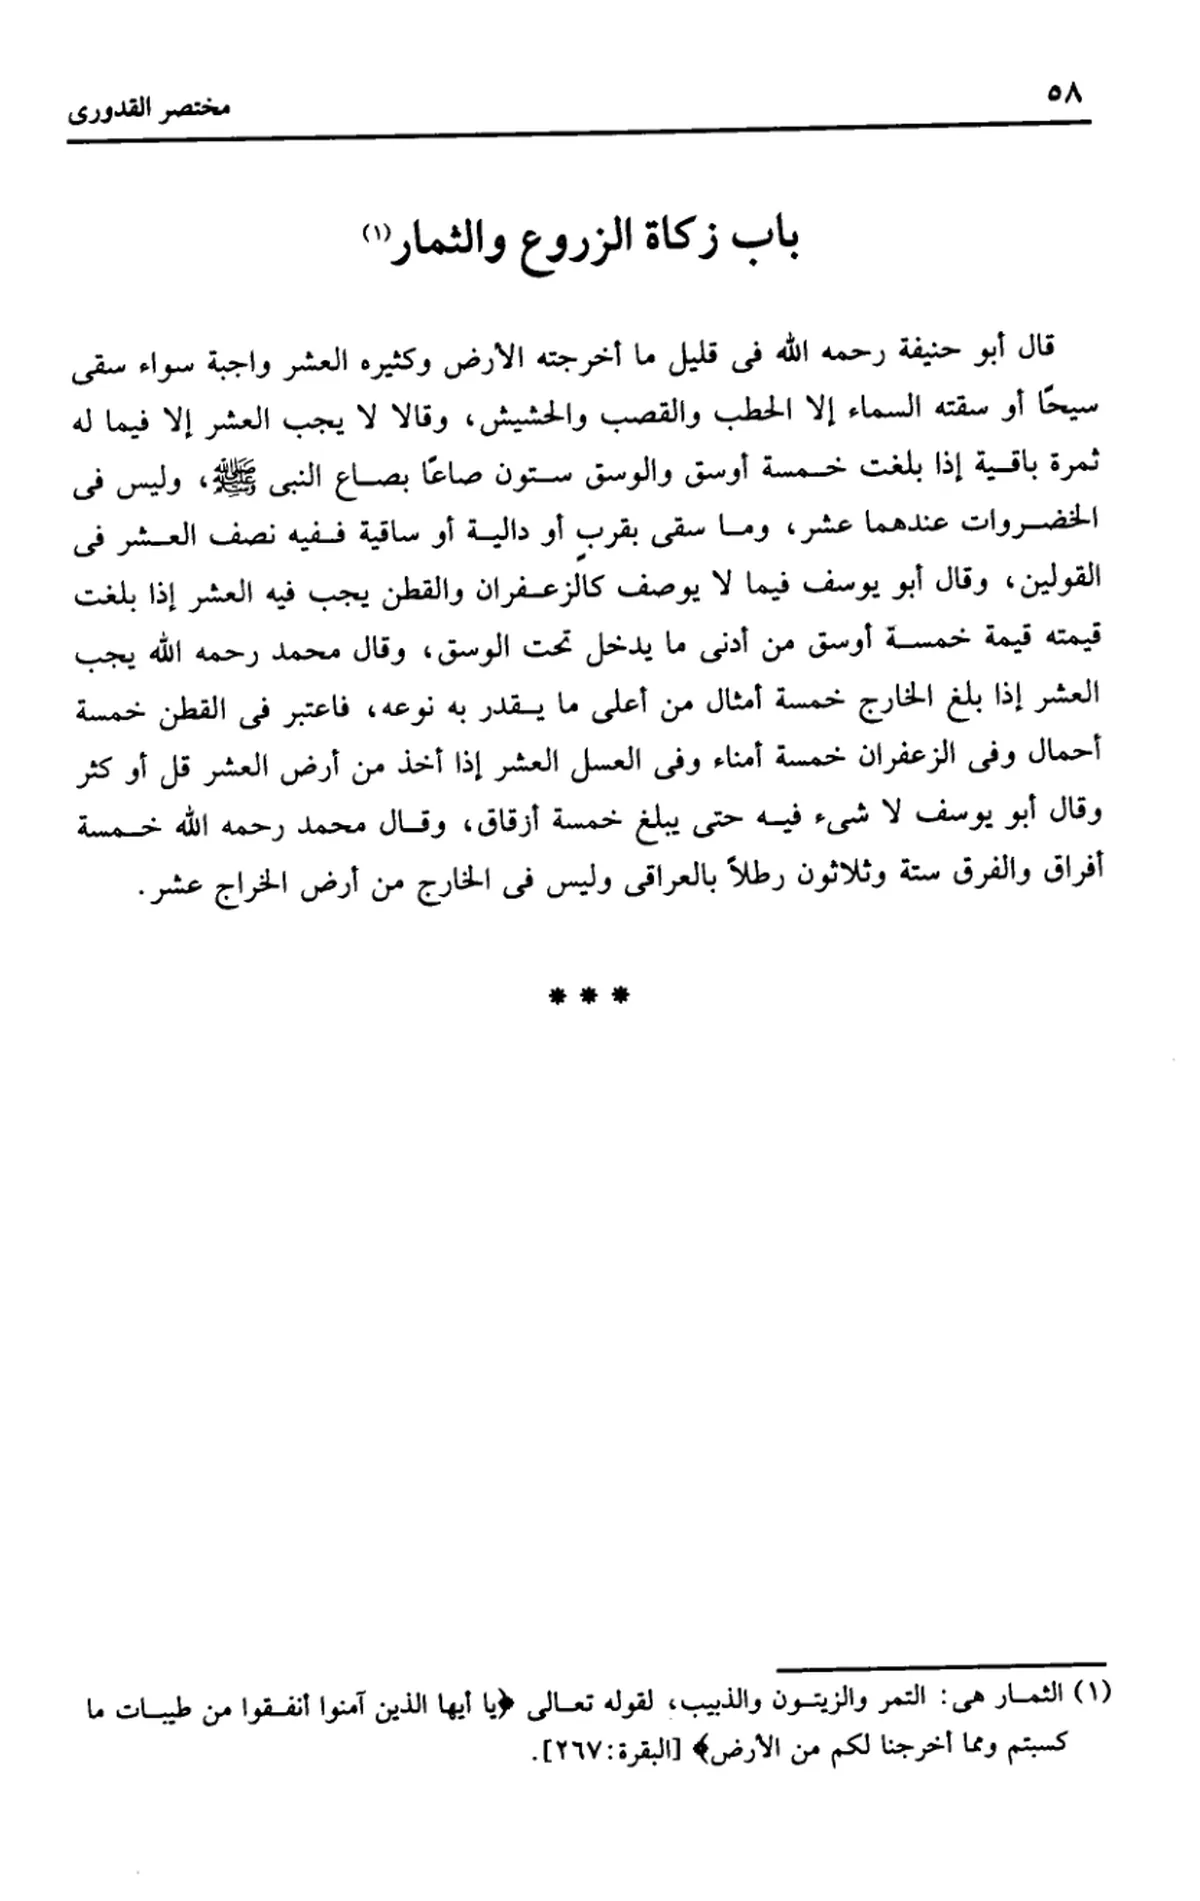 ٥٨
مختصر القدورى
باب زكاة الزروع والثمار(١)
قال أبو حنيفة رحمه الله فى قليل ما أخرجته الأرض وكثيره العشر واجبة سواء سقى
سيحًا أو سقته السماء إلا الحطب والقصب والحشيش، وقالا لا يجب العشر إلا فيما له
ثمرة باقية إذا بلغت خمسة أوسق والوسق ستون صاعًا بصاع النبى ﷺ، وليس فى
الخضروات عندهما عشر، وما سقى بقربٍ أو دالية أو ساقية ففيه نصف العشر فى
القولين، وقال أبو يوسف فيما لا يوصف كالزعفران والقطن يجب فيه العشر إذا بلغت
قيمته قيمة خمسة أوسق من أدنى ما يدخل تحت الوسق، وقال محمد رحمه الله يجب
العشر إذا بلغ الخارج خمسة أمثال من أعلى ما يقدر به نوعه، فاعتبر فى القطن خمسة
أحمال وفى الزعفران خمسة أمناء وفى العسل العشر إذا أخذ من أرض العشر قل أو كثر
وقال أبو يوسف لا شىء فيه حتى يبلغ خمسة أزقاق، وقال محمد رحمه الله خمسة
أفراق والفرق ستة وثلاثون رطلاً بالعراقى وليس فى الخارج من أرض الخراج عشر.
* * *
(١) الثمار هى: التمر والزيتون والذبيب، لقوله تعالى ﴿يا أيها الذين آمنوا أنفقوا من طيبات ما
كسبتم ومما أخرجنا لكم من الأرض﴾ [البقرة:٢٦٧].